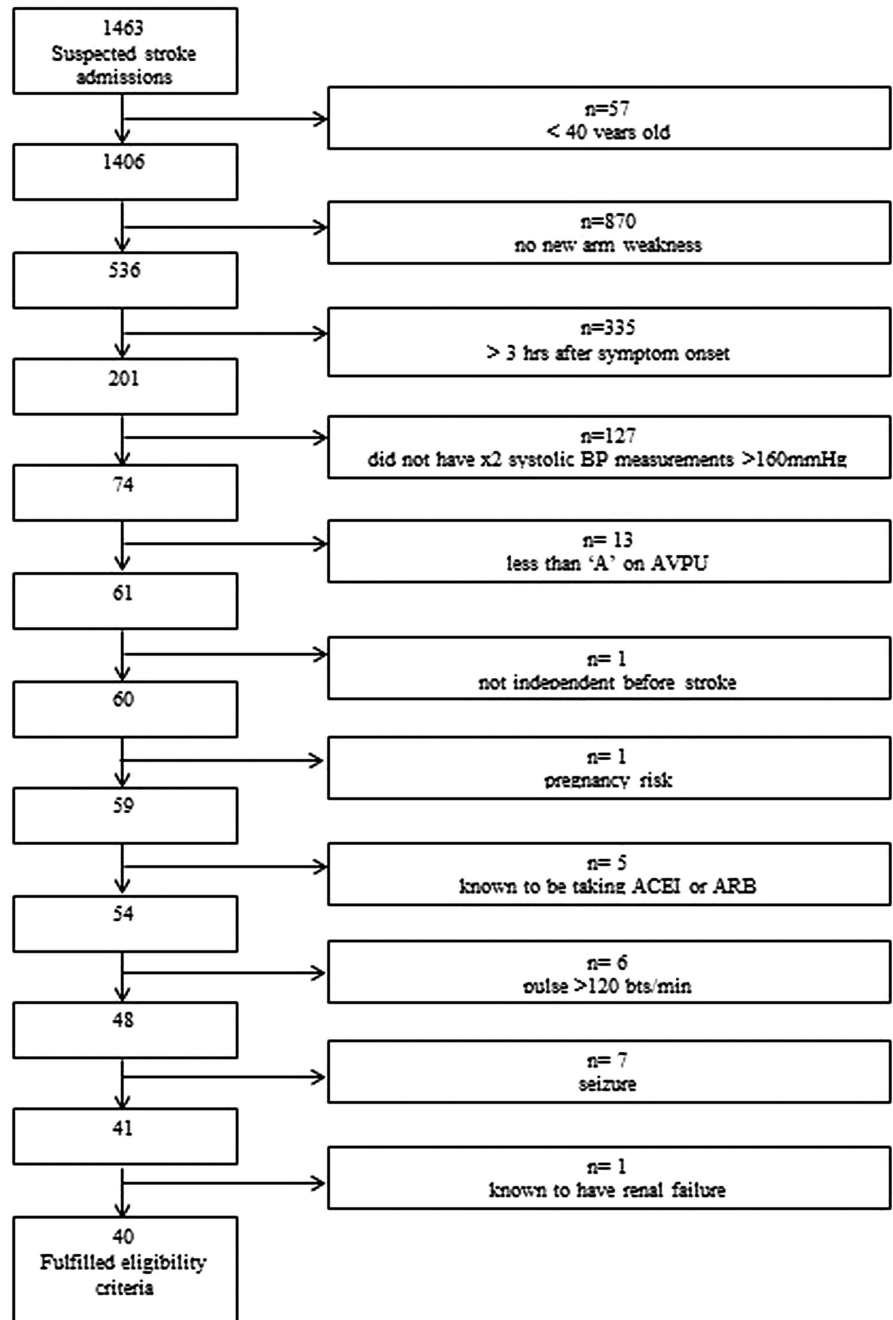 1463
Suspected stroke
admissions
n=57
< 40 years old
1406
n=870
no new arm weakness
536
n=335
> 3 hrs after symptom onset
201
n=127
did not have x2 systolic BP measurements >160mmHg
74
n= 13
less than ‘A’ on AVPU
61
n= 1
not independent before stroke
60
n= 1
pregnancy risk
59
n= 5
known to be taking ACEI or ARB
54
n= 6
pulse >120 bts/min
48
n= 7
seizure
41
n= 1
known to have renal failure
40
Fulfilled eligibility
criteria